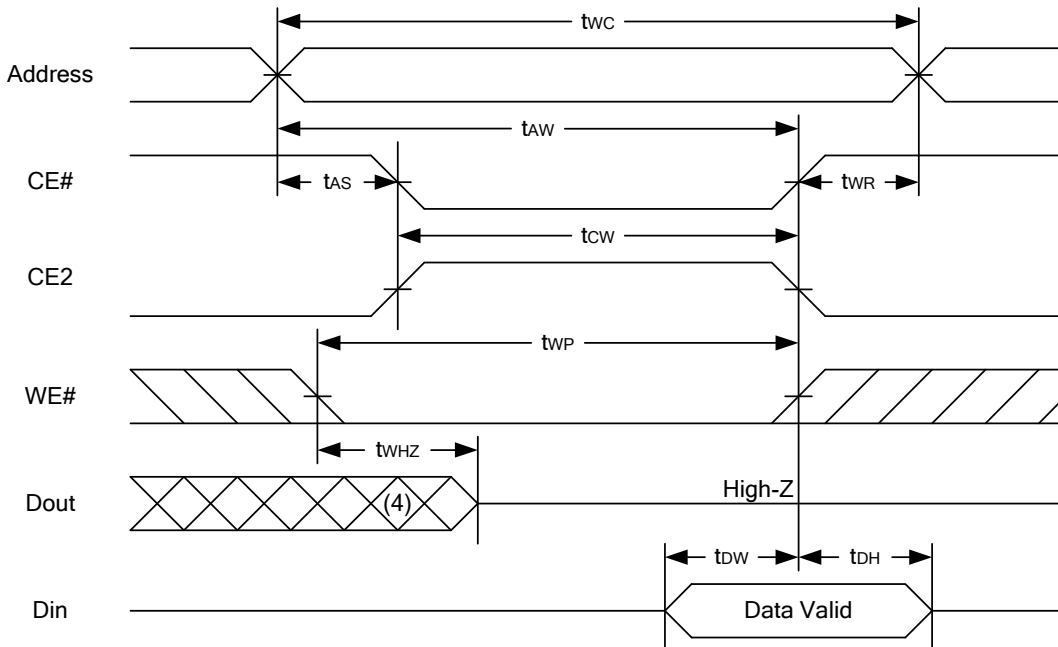 tWC
Address
tAW
CE#
tAS
tWR
tCW
CE2
tWP
WE#
tWHZ
Dout
(4)
High-Z
tDW
tDH
Din
Data Valid